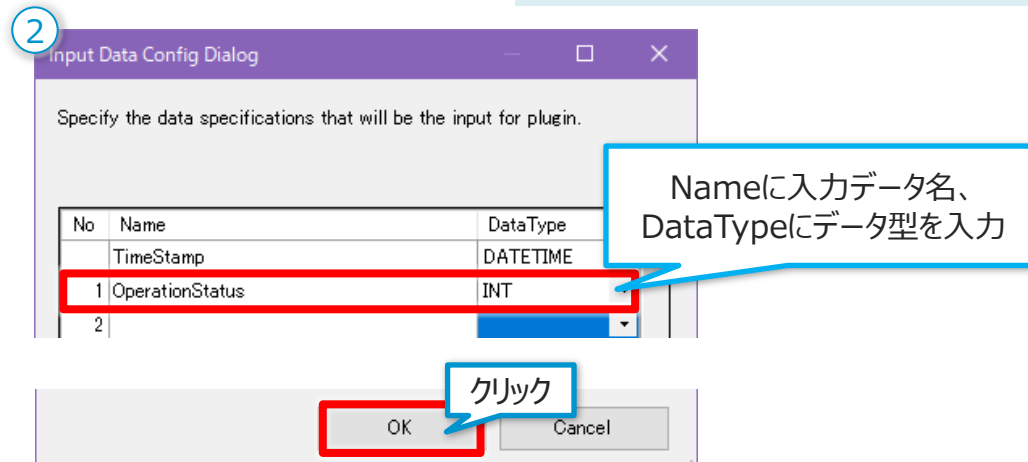 ②
Input Data Config Dialog
Specify the data specifications that will be the input for plugin.
Nameに入力データ名、
DataTypeにデータ型を入力
No Name DataType
TimeStamp DATETIME
1 OperationStatus INT
2
クリック
OK Cancel